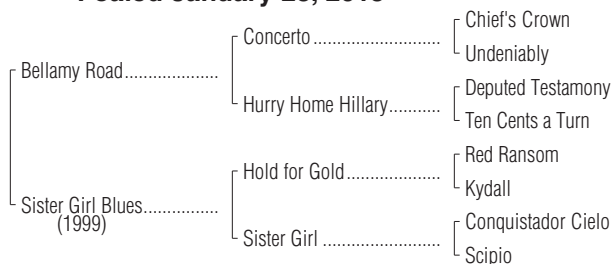 Foaled January
Chief's Crown
Concerto ............................
Undeniably
Bellamy Road.....................
Deputed Testamony
Hurry Home Hillary...........
Ten Cents a Turn
Red Ransom
Hold for Gold.....................
Kydall
Sister Girl Blues.................
(1999)
Conquistador Cielo
Sister Girl ..........................
Scipio